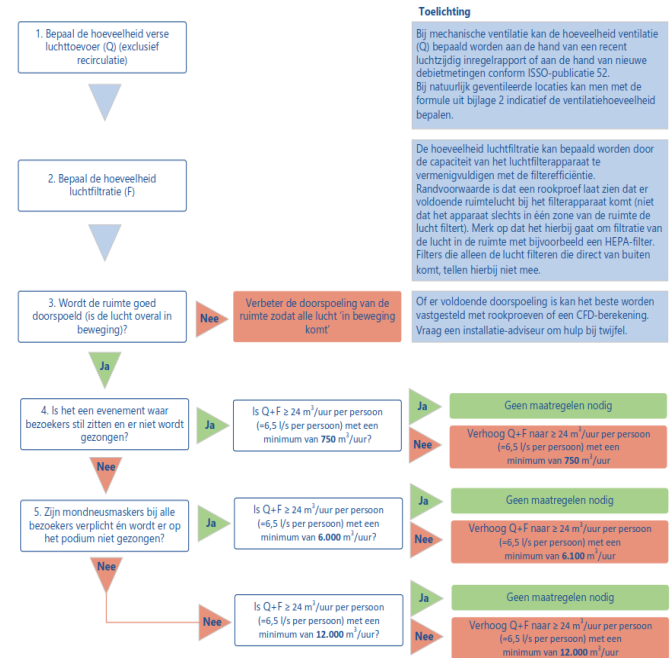 Toelichting
1. Bepaal de hoeveelheid verse
luchttoevoer (Q) (exclusief
recirculatie)
Bij mechanische ventilatie kan de hoeveelheid ventilatie
(Q) bepaald worden aan de hand van een recent
luchtzijdig inregelrapport of aan de hand van nieuwe
debietmetingen conform ISSO-publicatie 52.
Bij natuurlijk geventileerde locaties kan men met de
formule uit bijlage 2 indicatief de ventilatiehoeveelheid
bepalen.
2. Bepaal de hoeveelheid
luchtfiltratie (F)
De hoeveelheid luchtfiltratie kan bepaald worden door
de capaciteit van het luchtfilterapparaat te
vermenigvuldigen met de filterefficiëntie.
Randvoorwaarde is dat een rookproef laat zien dat er
voldoende ruimtelucht bij het filterapparaat komt (niet
dat het apparaat slechts in één zone van de ruimte de
lucht filtert). Merk op dat het hierbij gaat om filtratie van
de lucht in de ruimte met bijvoorbeeld een HEPA-filter.
Filters die alleen de lucht filteren die direct van buiten
komt, tellen hierbij niet mee.
3. Wordt de ruimte goed
doorspoeld (is de lucht overal in
beweging)?
Nee
Verbeter de doorspoeling van de
ruimte zodat alle lucht 'in beweging
komt'
Of er voldoende doorspoeling is kan het beste worden
vastgesteld met rookproeven of een CFD-berekening.
Vraag een installatie-adviseur om hulp bij twijfel.
Ja
4. Is het een evenement waar
bezoekers stil zitten en er niet wordt
gezongen?
Ja
Is Q+F ≥ 24 m³/uur per persoon
(=6,5 l/s per persoon) met een
minimum van 750 m³/uur?
Ja
Geen maatregelen nodig
Nee
Verhoog Q+F naar ≥ 24 m³/uur per persoon
(=6,5 l/s per persoon) met een
minimum van 750 m³/uur
Nee
5. Zijn mondneusmaskers bij alle
bezoekers verplicht én wordt er op
het podium niet gezongen?
Ja
Is Q+F ≥ 24 m³/uur per persoon
(=6,5 l/s per persoon) met een
minimum van 6.000 m³/uur?
Ja
Geen maatregelen nodig
Nee
Verhoog Q+F naar ≥ 24 m³/uur per persoon
(=6,5 l/s per persoon) met een
minimum van 6.100 m³/uur
Nee
Nee
Is Q+F ≥ 24 m³/uur per persoon
(=6,5 l/s per persoon) met een
minimum van 12.000 m³/uur?
Ja
Geen maatregelen nodig
Nee
Verhoog Q+F naar ≥ 24 m³/uur per persoon
(=6,5 l/s per persoon) met een
minimum van 12.000 m³/uur